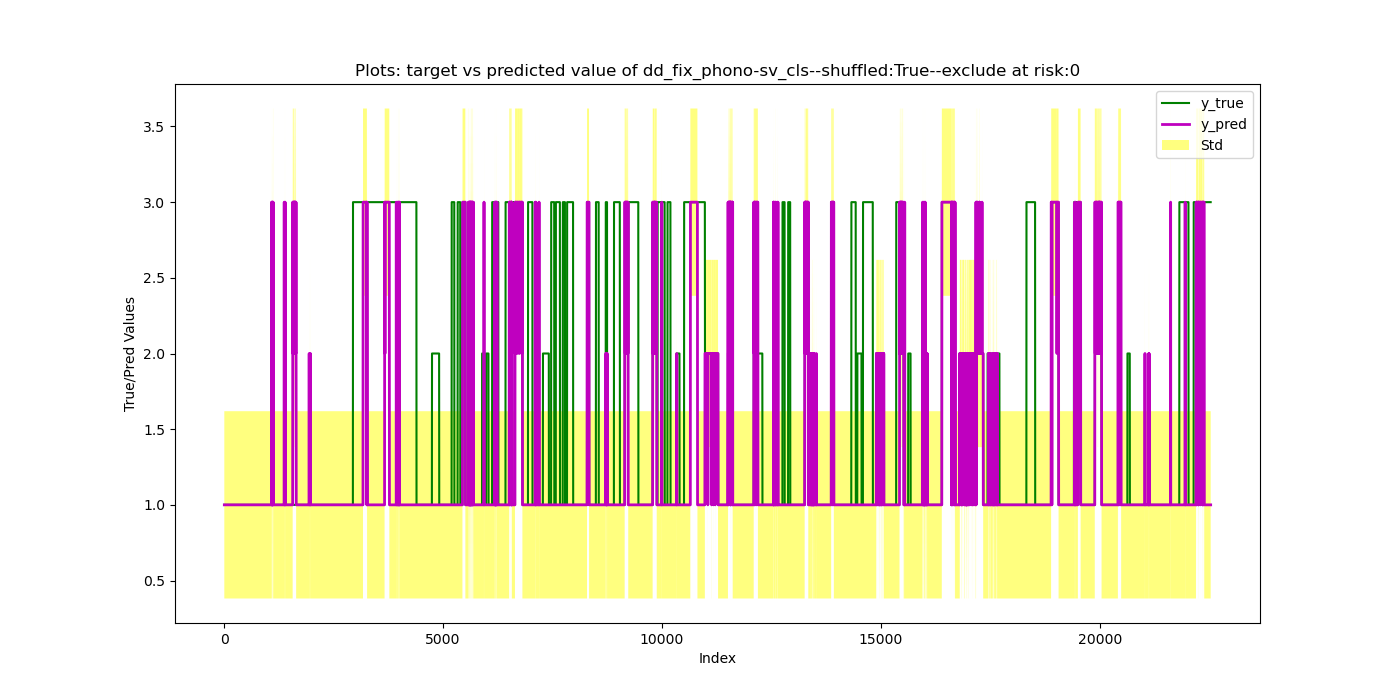 Plots: target vs predicted value of dd_fix_phono-sv_cls--shuffled:True--exclude at risk:0
y_true
y_pred
Std
3.5
3.0
2.5
2.0
1.5
1.0
0.5
True/Pred Values
0
5000
10000
15000
20000
Index